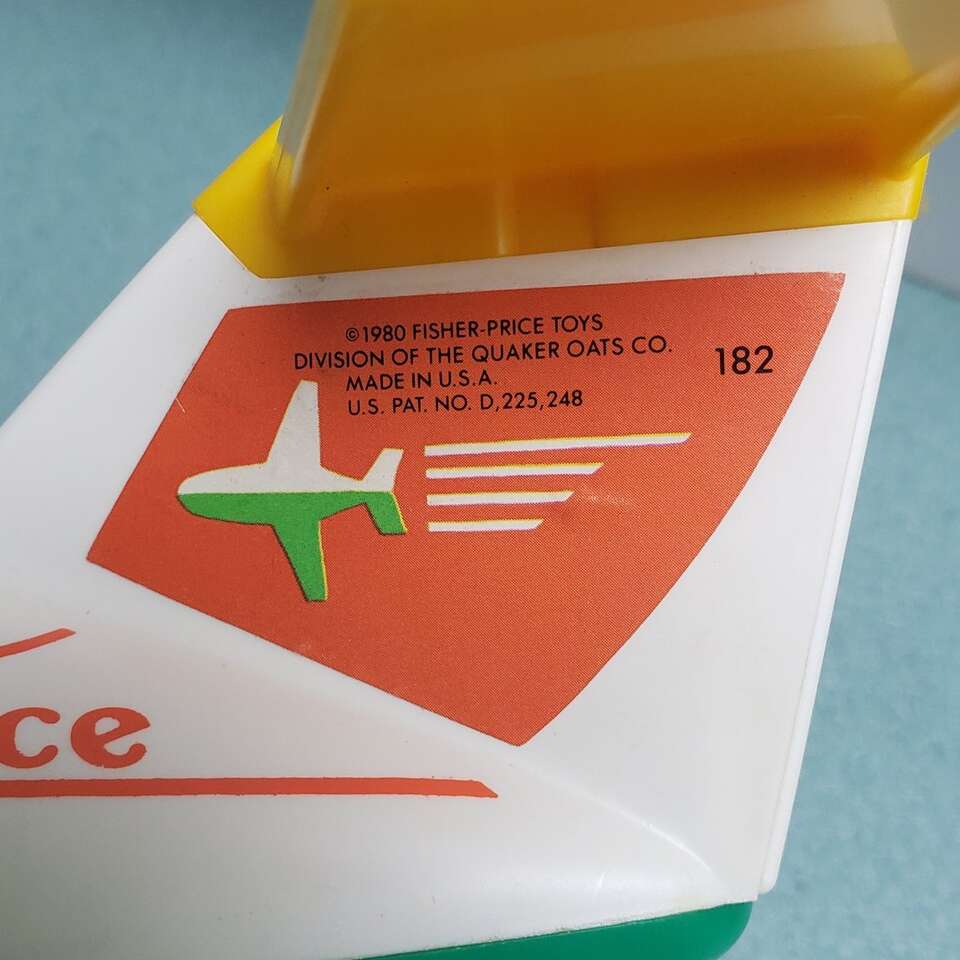 ©1980 FISHER-PRICE TOYS
DIVISION OF THE QUAKER OATS CO.
MADE IN U.S.A.
U.S. PAT. NO. D,225,248
182
ce